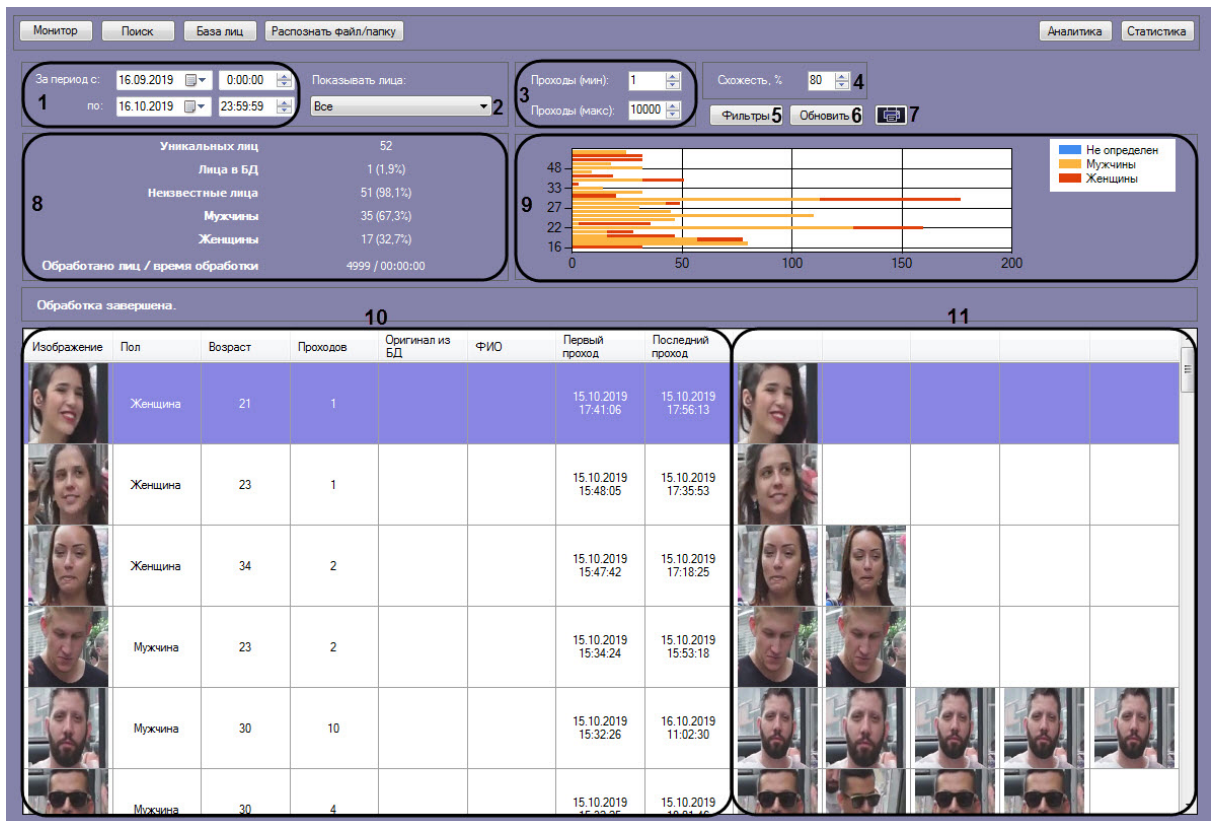 Монитор Поиск База лиц Распознать файл/папку Аналитика Статистика
За период с: 16.09.2019 0:00:00 Показывать лица: Проходы (мин): 1 Схожесть, % 80 4
1 по: 16.10.2019 23:59:59 Все 2 3 Проходы (макс): 10000 Фильтры 5 Обновить 6 7
8
Уникальных лиц 52
Лица в БД 1 (1,9%)
Неизвестные лица 51 (98,1%)
Мужчины 35 (67,3%)
Женщины 17 (32,7%)
Обработано лиц / время обработки 4999 / 00:00:00
9
48
33
27
22
16
0 50 100 150 200
Не определен
Мужчины
Женщины
Обработка завершена.
10 11
Изображение Пол Возраст Проходов Оригинал из БД ФИО Первый проход Последний проход
Женщина 21 1 15.10.2019 17:41:06 15.10.2019 17:56:13
Женщина 23 1 15.10.2019 15:48:05 15.10.2019 17:35:53
Женщина 34 2 15.10.2019 15:47:42 15.10.2019 17:18:25
Мужчина 23 2 15.10.2019 15:34:24 15.10.2019 15:53:18
Мужчина 30 10 15.10.2019 15:32:26 16.10.2019 11:02:30
Мужчина 30 4 15.10.2019 15.10.2019